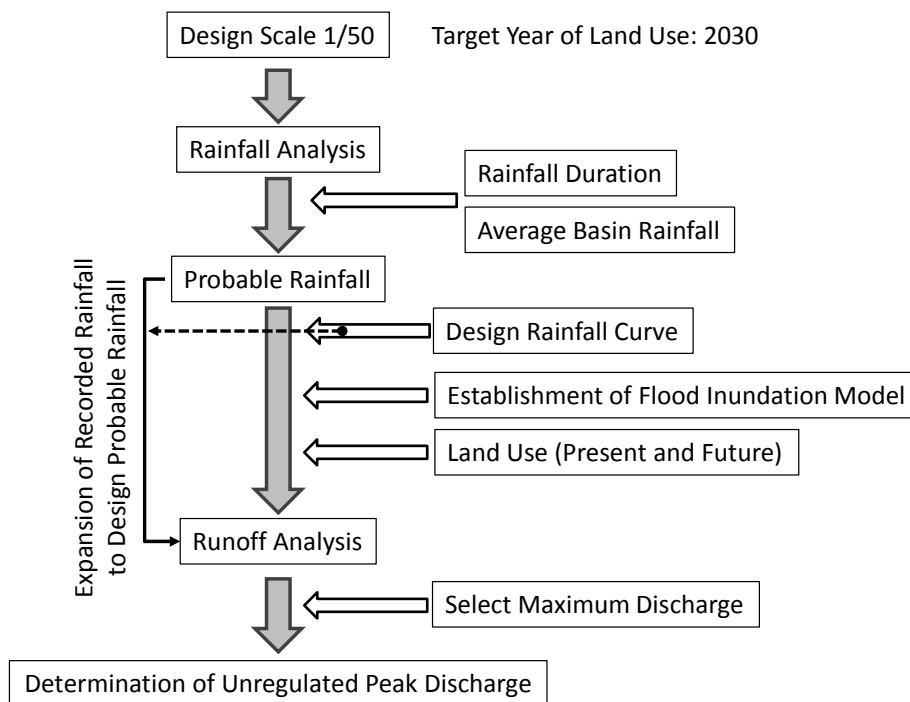 Design Scale 1/50
Target Year of Land Use: 2030
Rainfall Analysis
Rainfall Duration
Average Basin Rainfall
Probable Rainfall
Expansion of Recorded Rainfall
to Design Probable Rainfall
Design Rainfall Curve
Establishment of Flood Inundation Model
Land Use (Present and Future)
Runoff Analysis
Select Maximum Discharge
Determination of Unregulated Peak Discharge